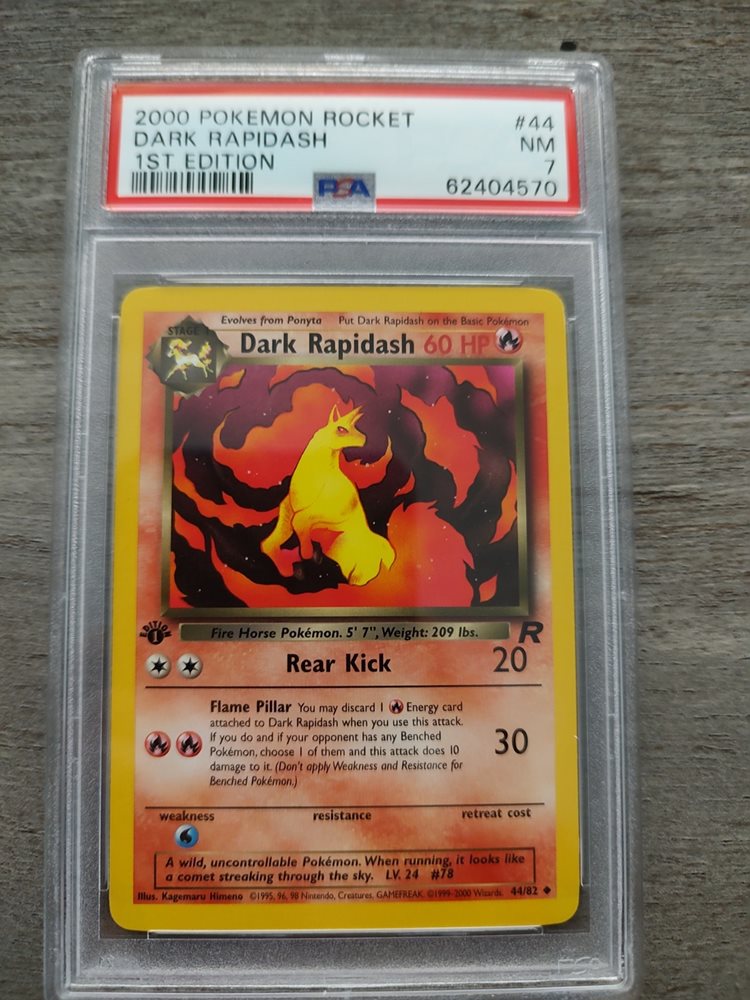 2000 POKEMON ROCKET #44
DARK RAPIDASH NM
1ST EDITION 7
PSA 62404570
Evolves from Ponyta Put Dark Rapidash on the Basic Pokémon
STAGE 1
Dark Rapidash 60 HP
EDITION 1
Fire Horse Pokémon. 5' 7", Weight: 209 lbs. R
Rear Kick 20
Flame Pillar You may discard 1 Energy card
attached to Dark Rapidash when you use this attack.
If you do and if your opponent has any Benched
Pokémon, choose 1 of them and this attack does 10
damage to it. (Don't apply Weakness and Resistance for
Benched Pokémon.)
30
weakness resistance retreat cost
A wild, uncontrollable Pokémon. When running, it looks like
a comet streaking through the sky. LV. 24 #78
Illus. Kagemaru Himeno ©1995, 96, 98 Nintendo, Creatures, GAMEFREAK. ©1999-2000 Wizards. 44/82